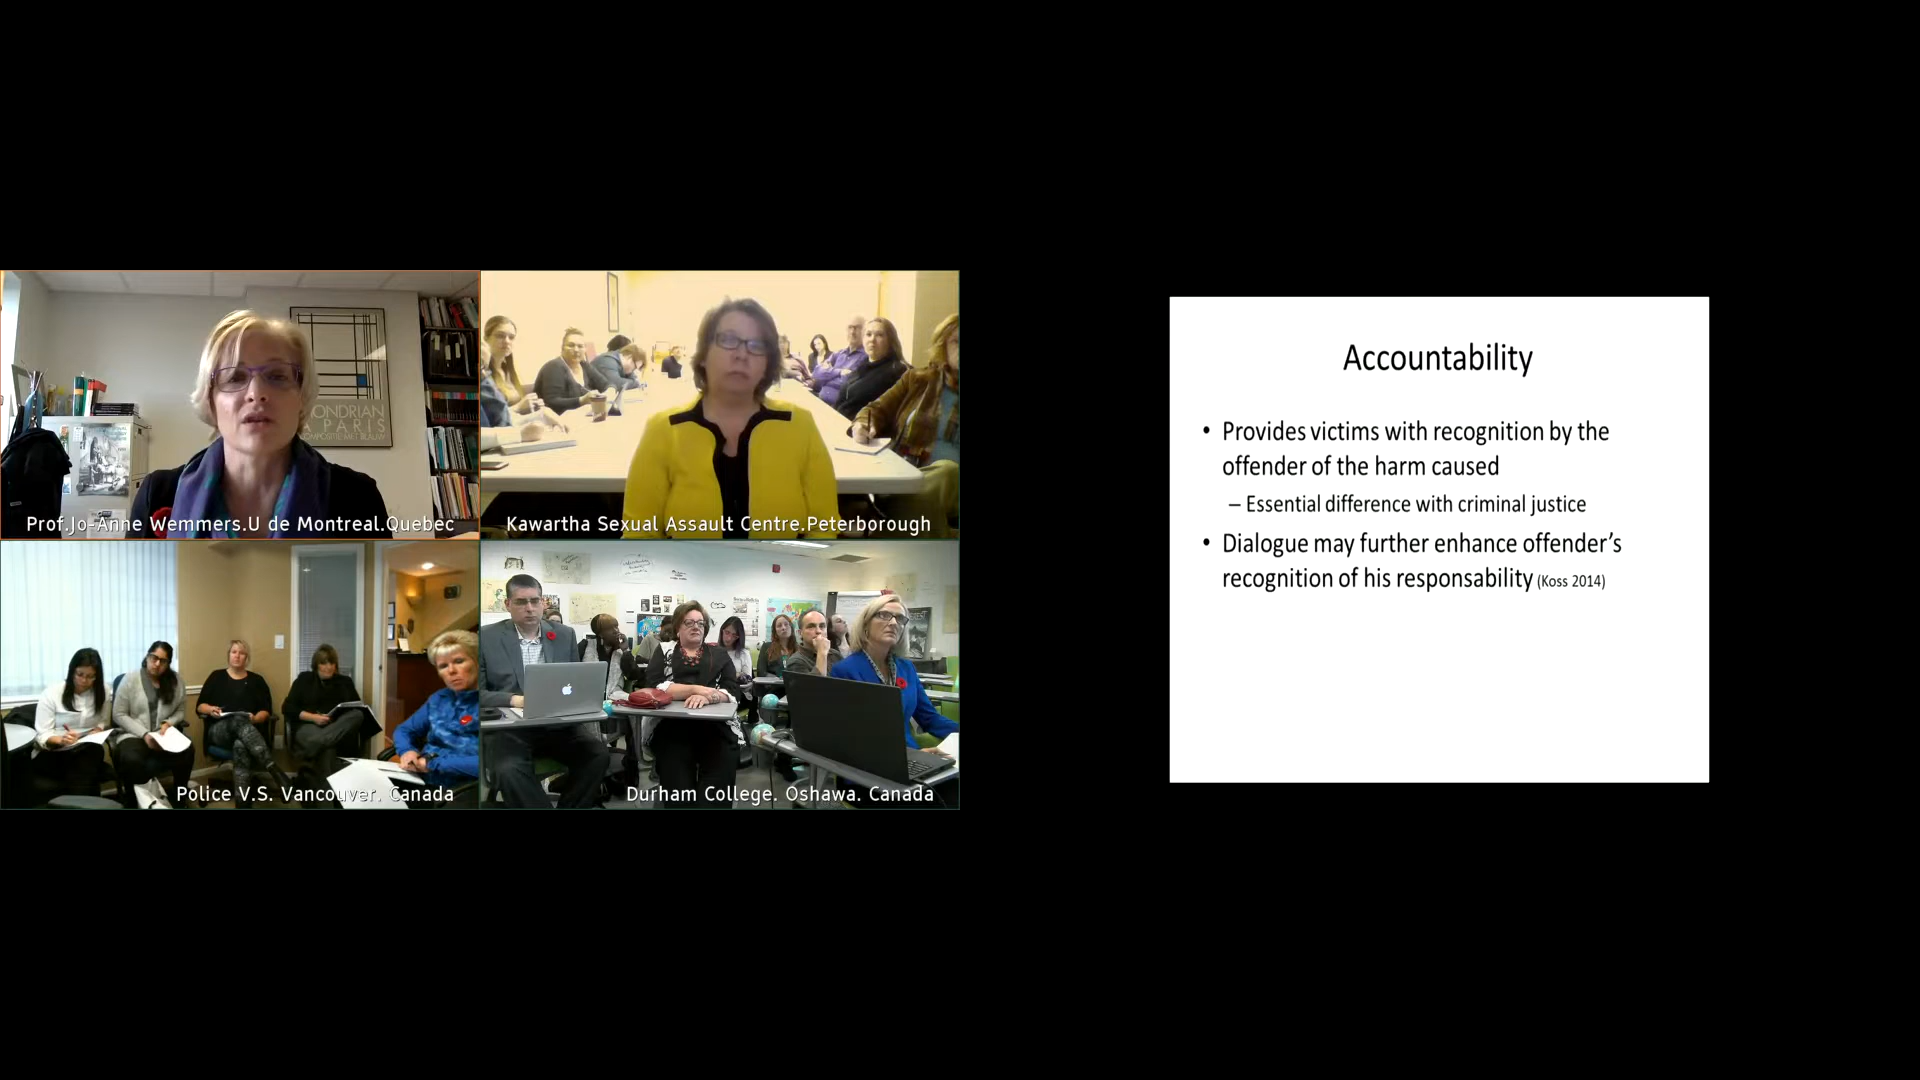 ONDRIAN
A PARIS
Prof.Jo-Anne Wemmers.U de Montreal.Quebec
Kawartha Sexual Assault Centre.Peterborough
Police V.S. Vancouver. Canada
Durham College. Oshawa. Canada
Accountability
• Provides victims with recognition by the
offender of the harm caused
– Essential difference with criminal justice
• Dialogue may further enhance offender’s
recognition of his responsability (Koss 2014)